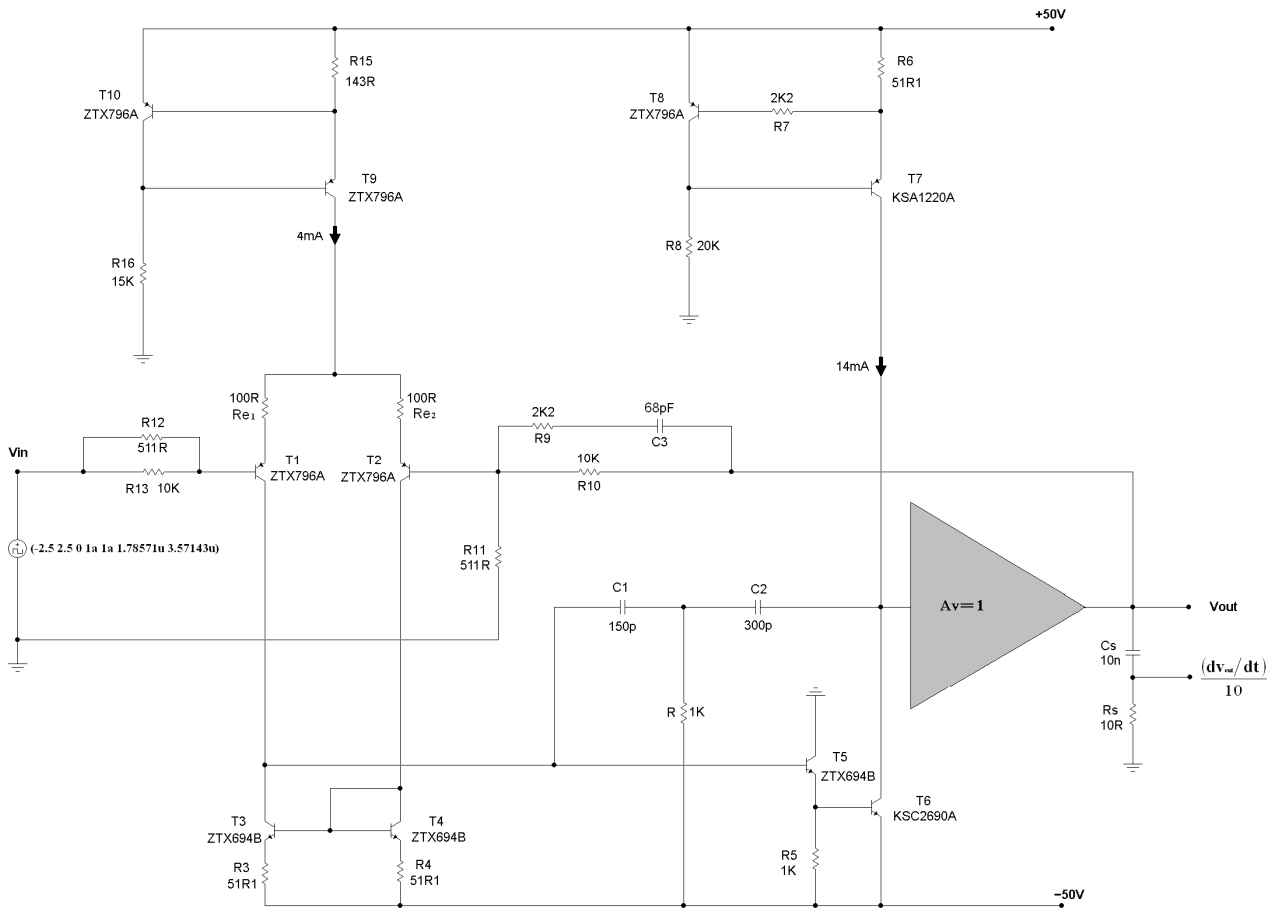 +50V
R15
143R
R6
51R1
T10
ZTX796A
T8
ZTX796A
2K2
R7
T9
ZTX796A
T7
KSA1220A
4mA
R8 20K
R16
15K
14mA
100R
Re₁
100R
Re₂
2K2
R9
68pF
C3
R12
511R
Vin
R13 10K
T1
ZTX796A
T2
ZTX796A
10K
R10
(-2.5 2.5 0 1a 1a 1.78571u 3.57143u)
R11
511R
C1
150p
C2
300p
Av=1
Vout
Cs
10n
(dvout/dt)
10
R 1K
Rs
10R
T5
ZTX694B
T3
ZTX694B
T4
ZTX694B
T6
KSC2690A
R3
51R1
R4
51R1
R5
1K
−50V